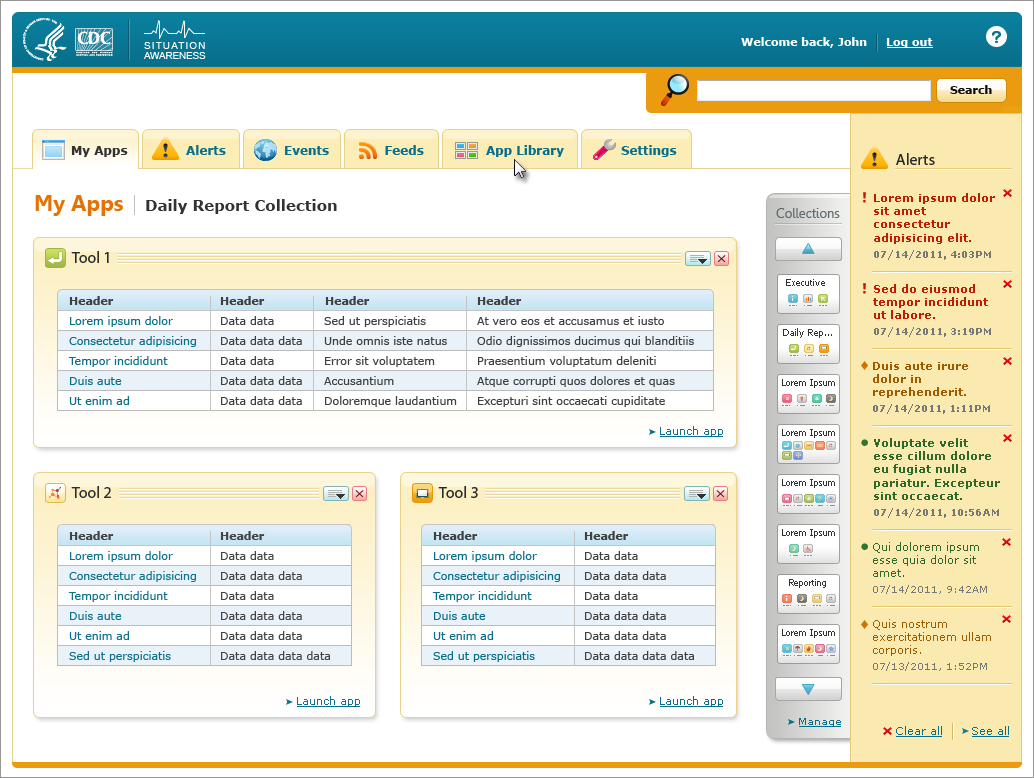 CDC
SITUATION
AWARENESS
Welcome back, John
Log out
?
Search
My Apps
Alerts
Events
Feeds
App Library
Settings
My Apps
Daily Report Collection
Tool 1
Header Header Header Header
Lorem ipsum dolor Data data Sed ut perspiciatis At vero eos et accusamus et iusto
Consectetur adipisicing Data data data Unde omnis iste natus Odio dignissimos ducimus qui blanditiis
Tempor incididunt Data data Error sit voluptatem Praesentium voluptatum deleniti
Duis aute Data data Accusantium Atque corrupti quos dolores et quas
Ut enim ad Data data data Doloremque laudantium Excepturi sint occaecati cupiditate
Launch app
Tool 2
Header Header
Lorem ipsum dolor Data data
Consectetur adipisicing Data data data
Tempor incididunt Data data data
Duis aute Data data data
Ut enim ad Data data data
Sed ut perspiciatis Data data data data
Launch app
Tool 3
Header Header
Lorem ipsum dolor Data data
Consectetur adipisicing Data data data
Tempor incididunt Data data data
Duis aute Data data data
Ut enim ad Data data data
Sed ut perspiciatis Data data data data
Launch app
Collections
Executive
Daily Rep...
Lorem Ipsum
Lorem Ipsum
Lorem Ipsum
Lorem Ipsum
Reporting
Lorem Ipsum
Manage
Alerts
! Lorem ipsum dolor
sit amet
consectetur
adipisicing elit.
07/14/2011, 4:03PM
! Sed do eiusmod
tempor incididunt
ut labore.
07/14/2011, 3:19PM
Duis aute irure
dolor in
reprehenderit.
07/14/2011, 1:11PM
Voluptate velit
esse cillum dolore
eu fugiat nulla
pariatur. Excepteur
sint occaecat.
07/14/2011, 10:56AM
Qui dolorem ipsum
esse quia dolor sit
amet.
07/14/2011, 9:42AM
Quis nostrum
exercitationem ullam
corporis.
07/13/2011, 1:52PM
Clear all
See all